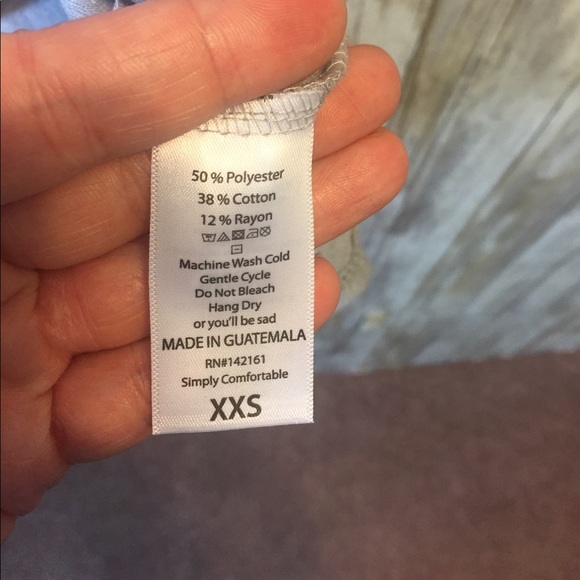 50 % Polyester
38 % Cotton
12 % Rayon
Machine Wash Cold
Gentle Cycle
Do Not Bleach
Hang Dry
or you'll be sad
MADE IN GUATEMALA
RN#142161
Simply Comfortable
XXS